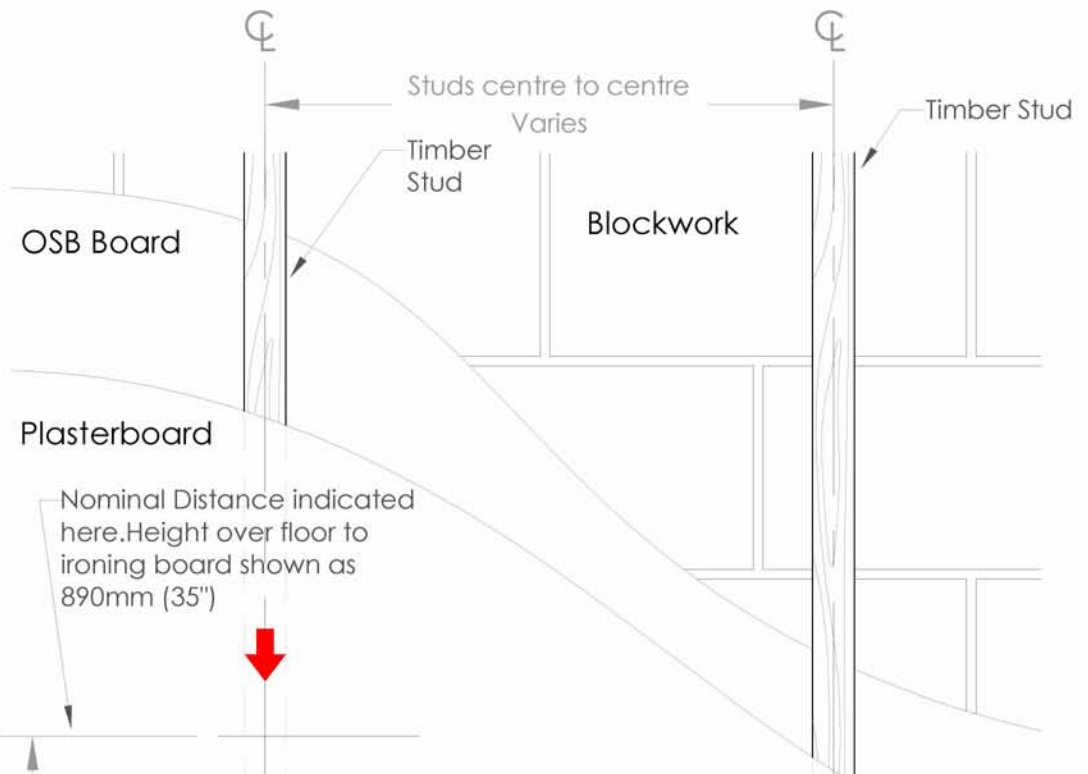 ℄
℄
Studs centre to centre
Varies
Timber Stud
Timber
Stud
Blockwork
OSB Board
Plasterboard
Nominal Distance indicated
here.Height over floor to
ironing board shown as
890mm (35")